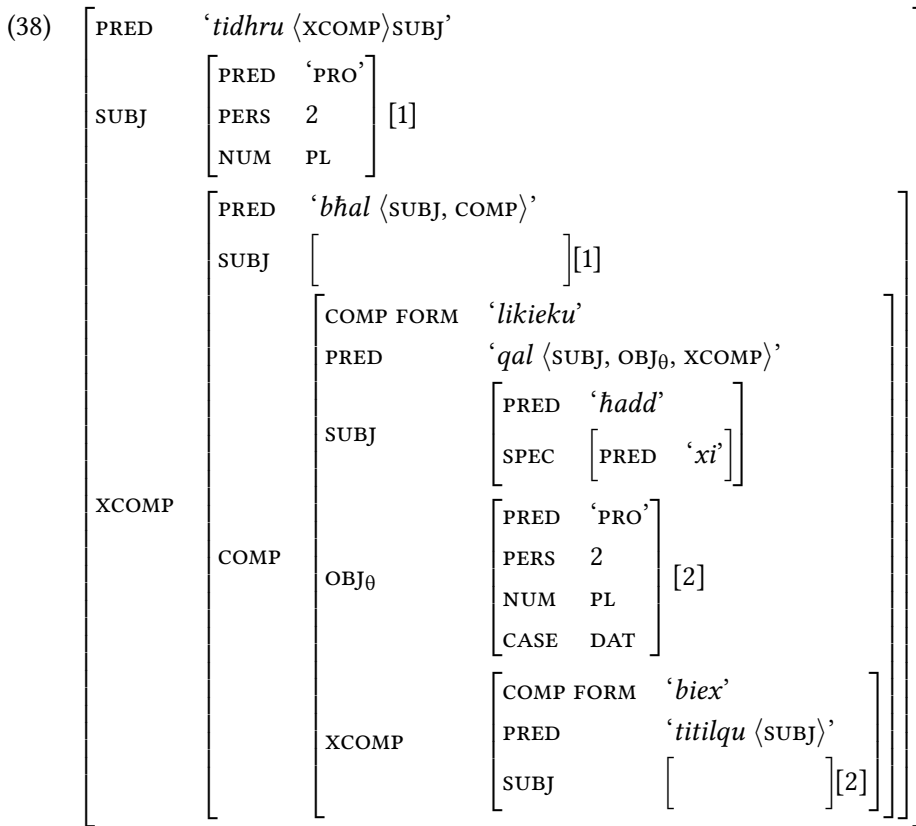 (38) PRED ‘tidhru ⟨XCOMP⟩SUBJ’
PRED ‘PRO’
SUBJ PERS 2 [1]
NUM PL
PRED ‘bħal ⟨SUBJ, COMP⟩’
SUBJ [ ][1]
COMP FORM ‘likieku’
PRED ‘qal ⟨SUBJ, OBJθ, XCOMP⟩’
PRED ‘ħadd’
SUBJ
SPEC [PRED ‘xi’]
XCOMP
PRED ‘PRO’
COMP PERS 2
OBJθ [2]
NUM PL
CASE DAT
COMP FORM ‘biex’
XCOMP PRED ‘titilqu ⟨SUBJ⟩’
SUBJ [ ][2]